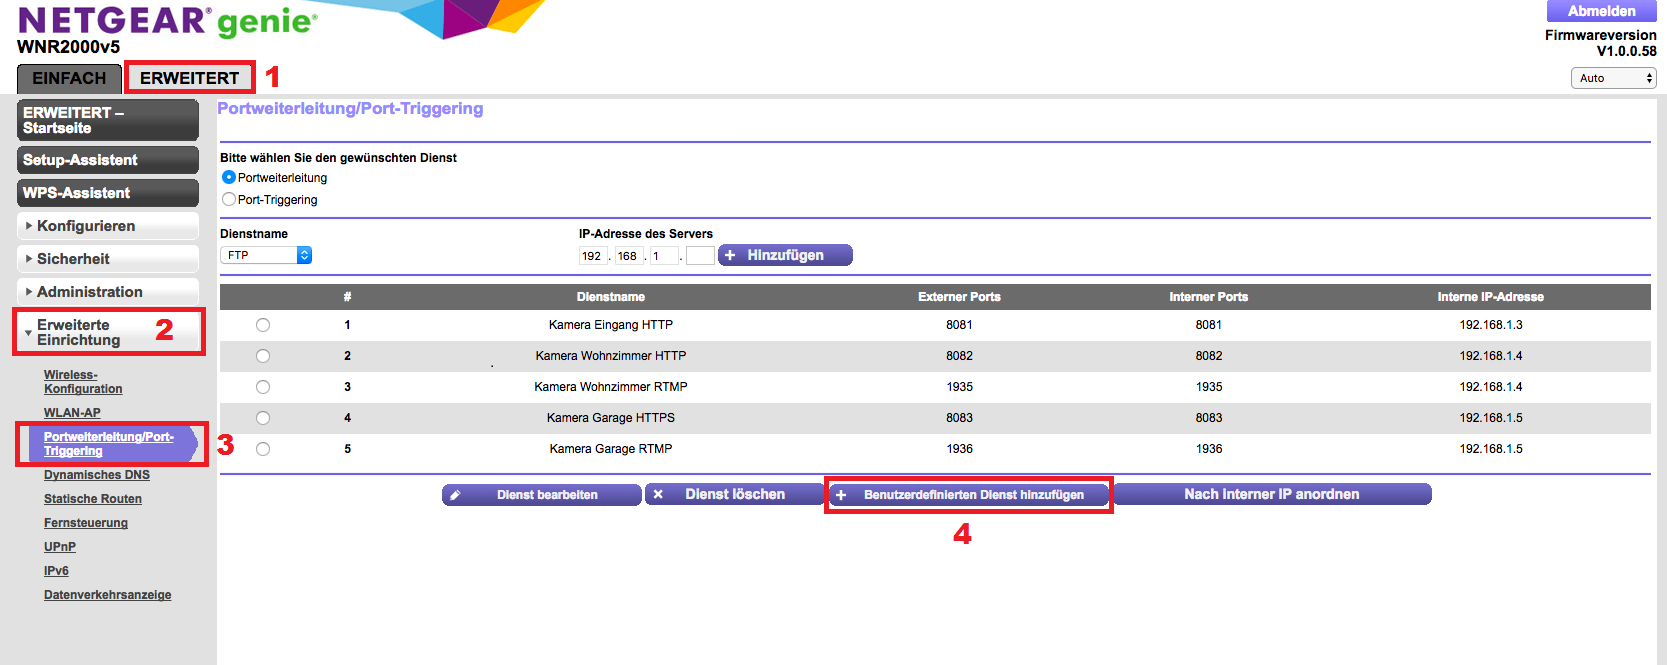 NETGEAR® genie®
WNR2000v5
Abmelden
Firmwareversion
V1.0.0.58
EINFACH
ERWEITERT
1
Auto
ERWEITERT –
Startseite
Setup-Assistent
WPS-Assistent
Konfigurieren
Sicherheit
Administration
Erweiterte
Einrichtung
2
Wireless-
Konfiguration
WLAN-AP
Portweiterleitung/Port-
Triggering
3
Dynamisches DNS
Statische Routen
Fernsteuerung
UPnP
IPv6
Datenverkehrsanzeige
Portweiterleitung/Port-Triggering
Bitte wählen Sie den gewünschten Dienst
Portweiterleitung
Port-Triggering
Dienstname IP-Adresse des Servers
FTP 192 . 168 . 1 . + Hinzufügen
# Dienstname Externer Ports Interner Ports Interne IP-Adresse
1 Kamera Eingang HTTP 8081 8081 192.168.1.3
2 Kamera Wohnzimmer HTTP 8082 8082 192.168.1.4
3 Kamera Wohnzimmer RTMP 1935 1935 192.168.1.4
4 Kamera Garage HTTPS 8083 8083 192.168.1.5
5 Kamera Garage RTMP 1936 1936 192.168.1.5
Dienst bearbeiten Dienst löschen + Benutzerdefinierten Dienst hinzufügen Nach Interner IP anordnen
4